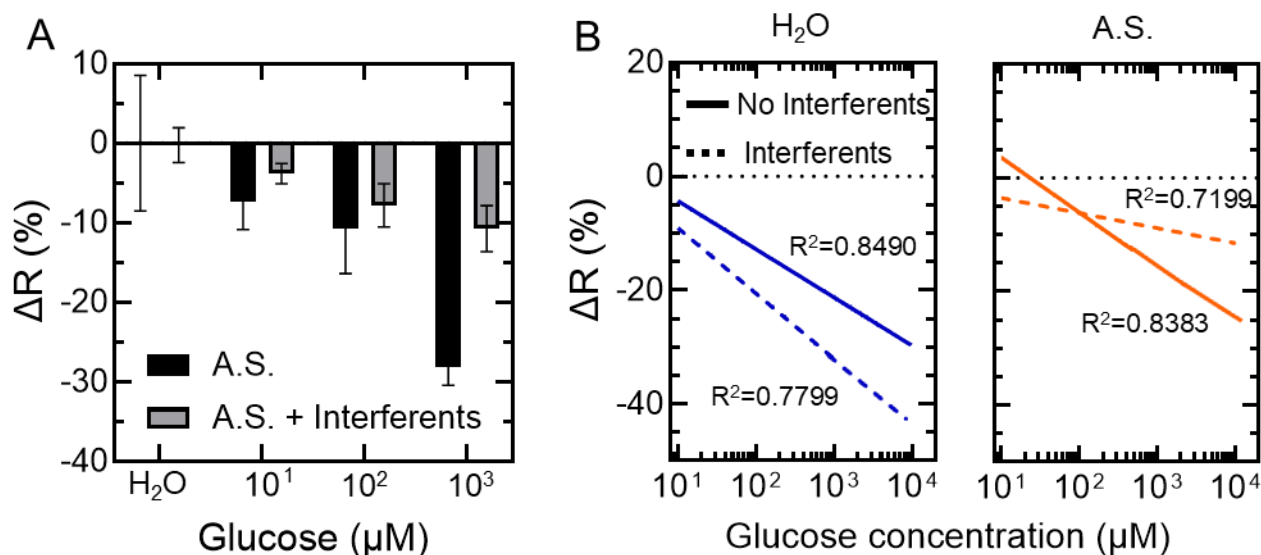 A
10
0
-10
-20
-30
-40
ΔR (%)
A.S.
A.S. + Interferents
H₂O
10¹
10²
10³
Glucose (µM)
B
H₂O
A.S.
20
0
-20
-40
ΔR (%)
No Interferents
Interferents
R²=0.8490
R²=0.7799
R²=0.7199
R²=0.8383
10¹ 10² 10³ 10⁴
10¹ 10² 10³ 10⁴
Glucose concentration (µM)